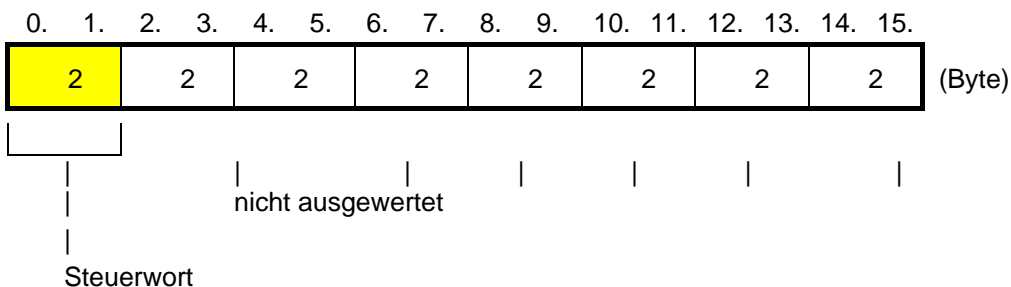 0. 1. 2. 3. 4. 5. 6. 7. 8. 9. 10. 11. 12. 13. 14. 15.
2 2 2 2 2 2 2 2 (Byte)
nicht ausgewertet
Steuerwort